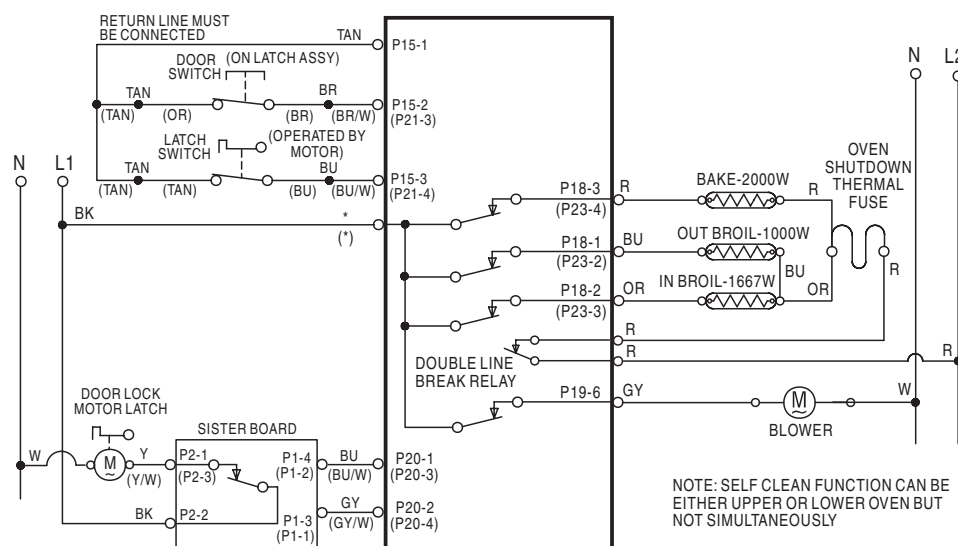 RETURN LINE MUST
BE CONNECTED
TAN
P15-1
DOOR
SWITCH
(ON LATCH ASSY)
TAN
(TAN)
(OR)
BR
(BR)
(BR/W)
P15-2
(P21-3)
LATCH
SWITCH
(OPERATED BY
MOTOR)
TAN
(TAN)
(TAN)
BU
(BU)
(BU/W)
P15-3
(P21-4)
N
L1
BK
*
(*)
N
L2
P18-3
(P23-4)
R
BAKE-2000W
R
OVEN
SHUTDOWN
THERMAL
FUSE
P18-1
(P23-2)
BU
OUT BROIL-1000W
BU
R
P18-2
(P23-3)
OR
IN BROIL-1667W
OR
R
R
R
DOUBLE LINE
BREAK RELAY
P19-6
GY
W
M
BLOWER
DOOR LOCK
MOTOR LATCH
W
M
Y
(Y/W)
SISTER BOARD
P2-1
(P2-3)
P1-4
(P1-2)
BU
(BU/W)
P20-1
(P20-3)
BK
P2-2
P1-3
(P1-1)
GY
(GY/W)
P20-2
(P20-4)
NOTE: SELF CLEAN FUNCTION CAN BE
EITHER UPPER OR LOWER OVEN BUT
NOT SIMULTANEOUSLY